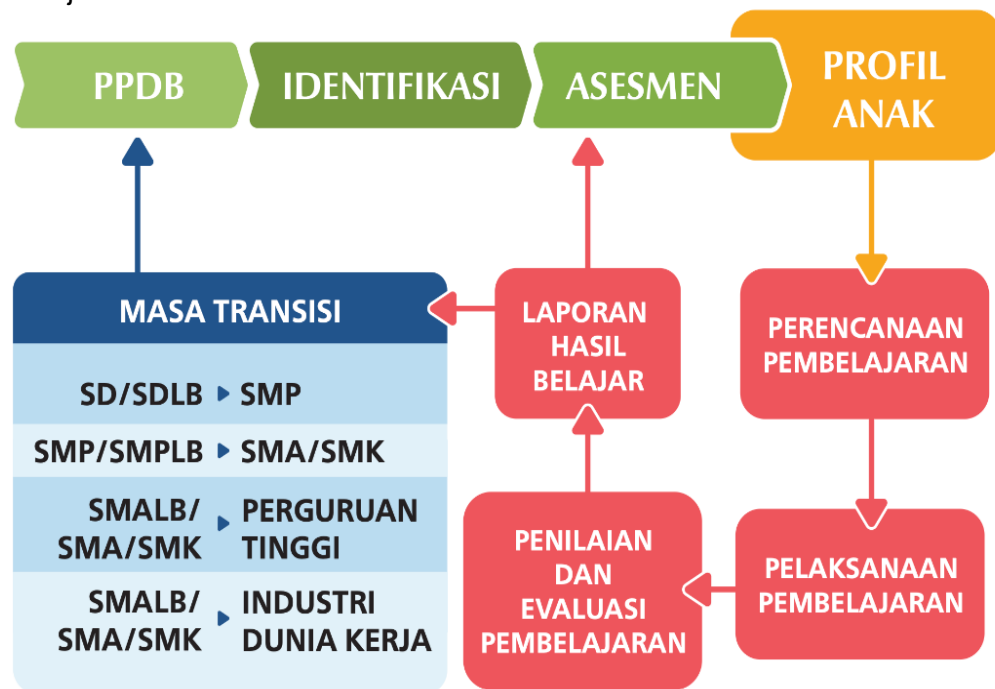 PPDB
IDENTIFIKASI
ASESMEN
PROFIL
ANAK
MASA TRANSISI
SD/SDLB ▸ SMP
SMP/SMPLB ▸ SMA/SMK
SMALB/ ▸ PERGURUAN
SMA/SMK TINGGI
SMALB/ ▸ INDUSTRI
SMA/SMK DUNIA KERJA
LAPORAN
HASIL
BELAJAR
PERENCANAAN
PEMBELAJARAN
PENILAIAN
DAN
EVALUASI
PEMBELAJARAN
PELAKSANAAN
PEMBELAJARAN